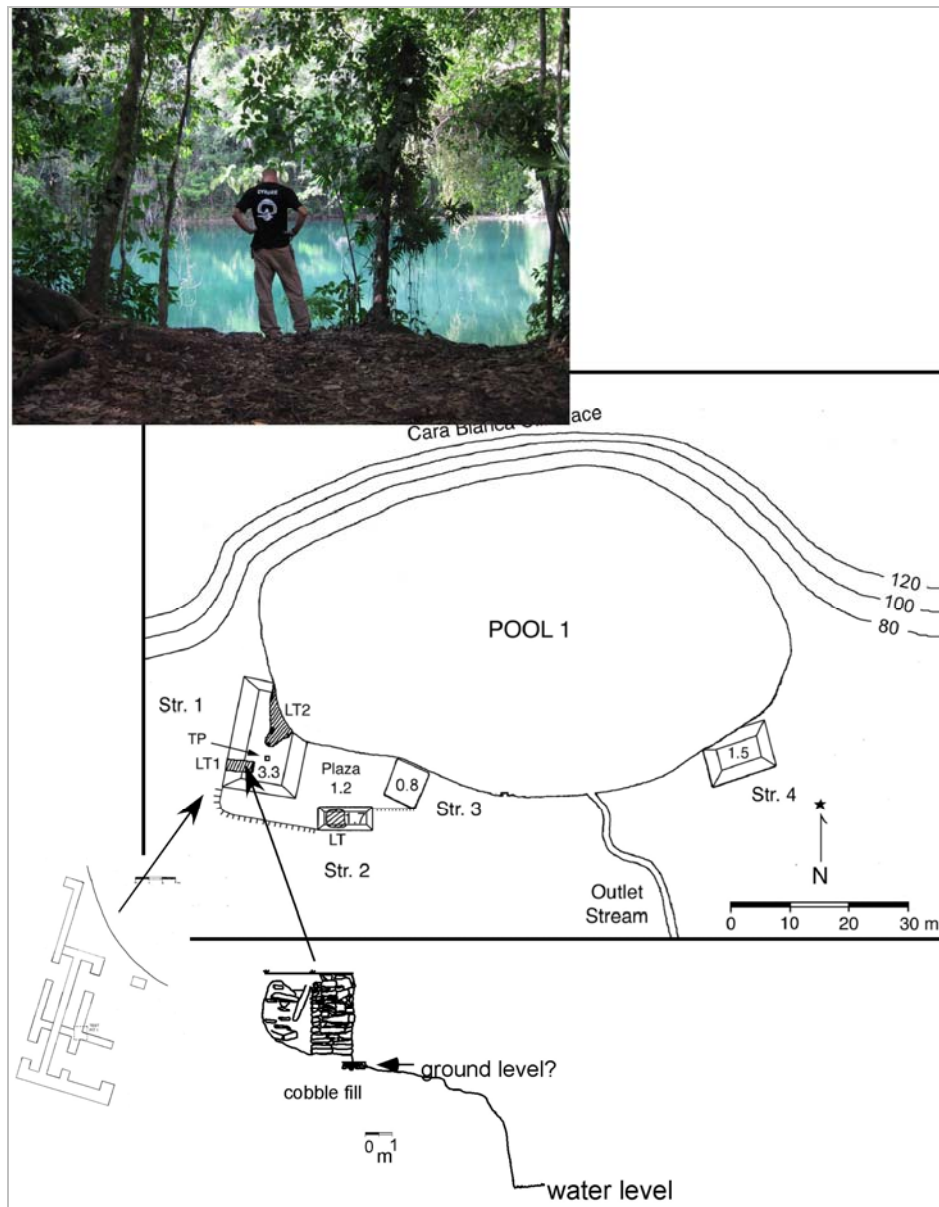 Cara Blanca
120
100
80
POOL 1
Str. 1
LT2
TP
LT1
3.3
Plaza
1.2
0.8
1.5
1.7
LT
Str. 3
Str. 4
Str. 2
N
Outlet
Stream
0 10 20 30 m
ground level?
cobble fill
0 1
m
water level